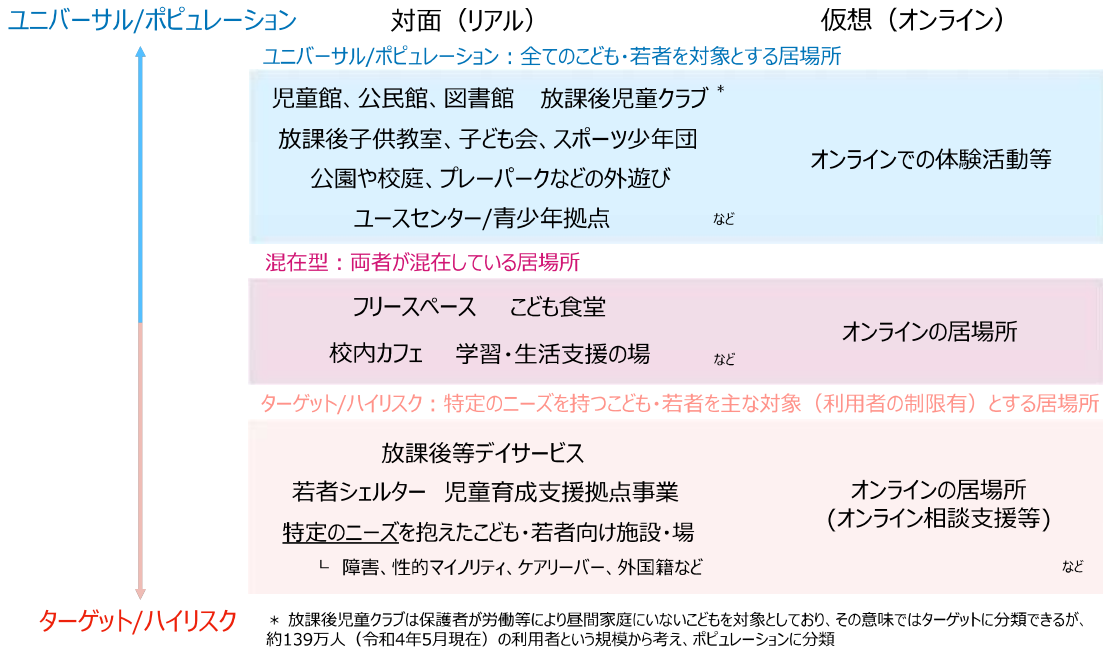 ユニバーサル/ポピュレーション 対面（リアル） 仮想（オンライン）
ユニバーサル/ポピュレーション：全てのこども・若者を対象とする居場所
児童館、公民館、図書館 放課後児童クラブ *
放課後子供教室、子ども会、スポーツ少年団
公園や校庭、プレーパークなどの外遊び
ユースセンター/青少年拠点 など
オンラインでの体験活動等
混在型：両者が混在している居場所
フリースペース こども食堂
校内カフェ 学習・生活支援の場 など
オンラインの居場所
ターゲット/ハイリスク：特定のニーズを持つこども・若者を主な対象（利用者の制限有）とする居場所
放課後等デイサービス
若者シェルター 児童育成支援拠点事業
特定のニーズを抱えたこども・若者向け施設・場
└ 障害、性的マイノリティ、ケアリーバー、外国籍など
オンラインの居場所
(オンライン相談支援等)
など
ターゲット/ハイリスク
＊ 放課後児童クラブは保護者が労働等により昼間家庭にいないこどもを対象としており、その意味ではターゲットに分類できるが、
約139万人（令和4年5月現在）の利用者という規模から考え、ポピュレーションに分類